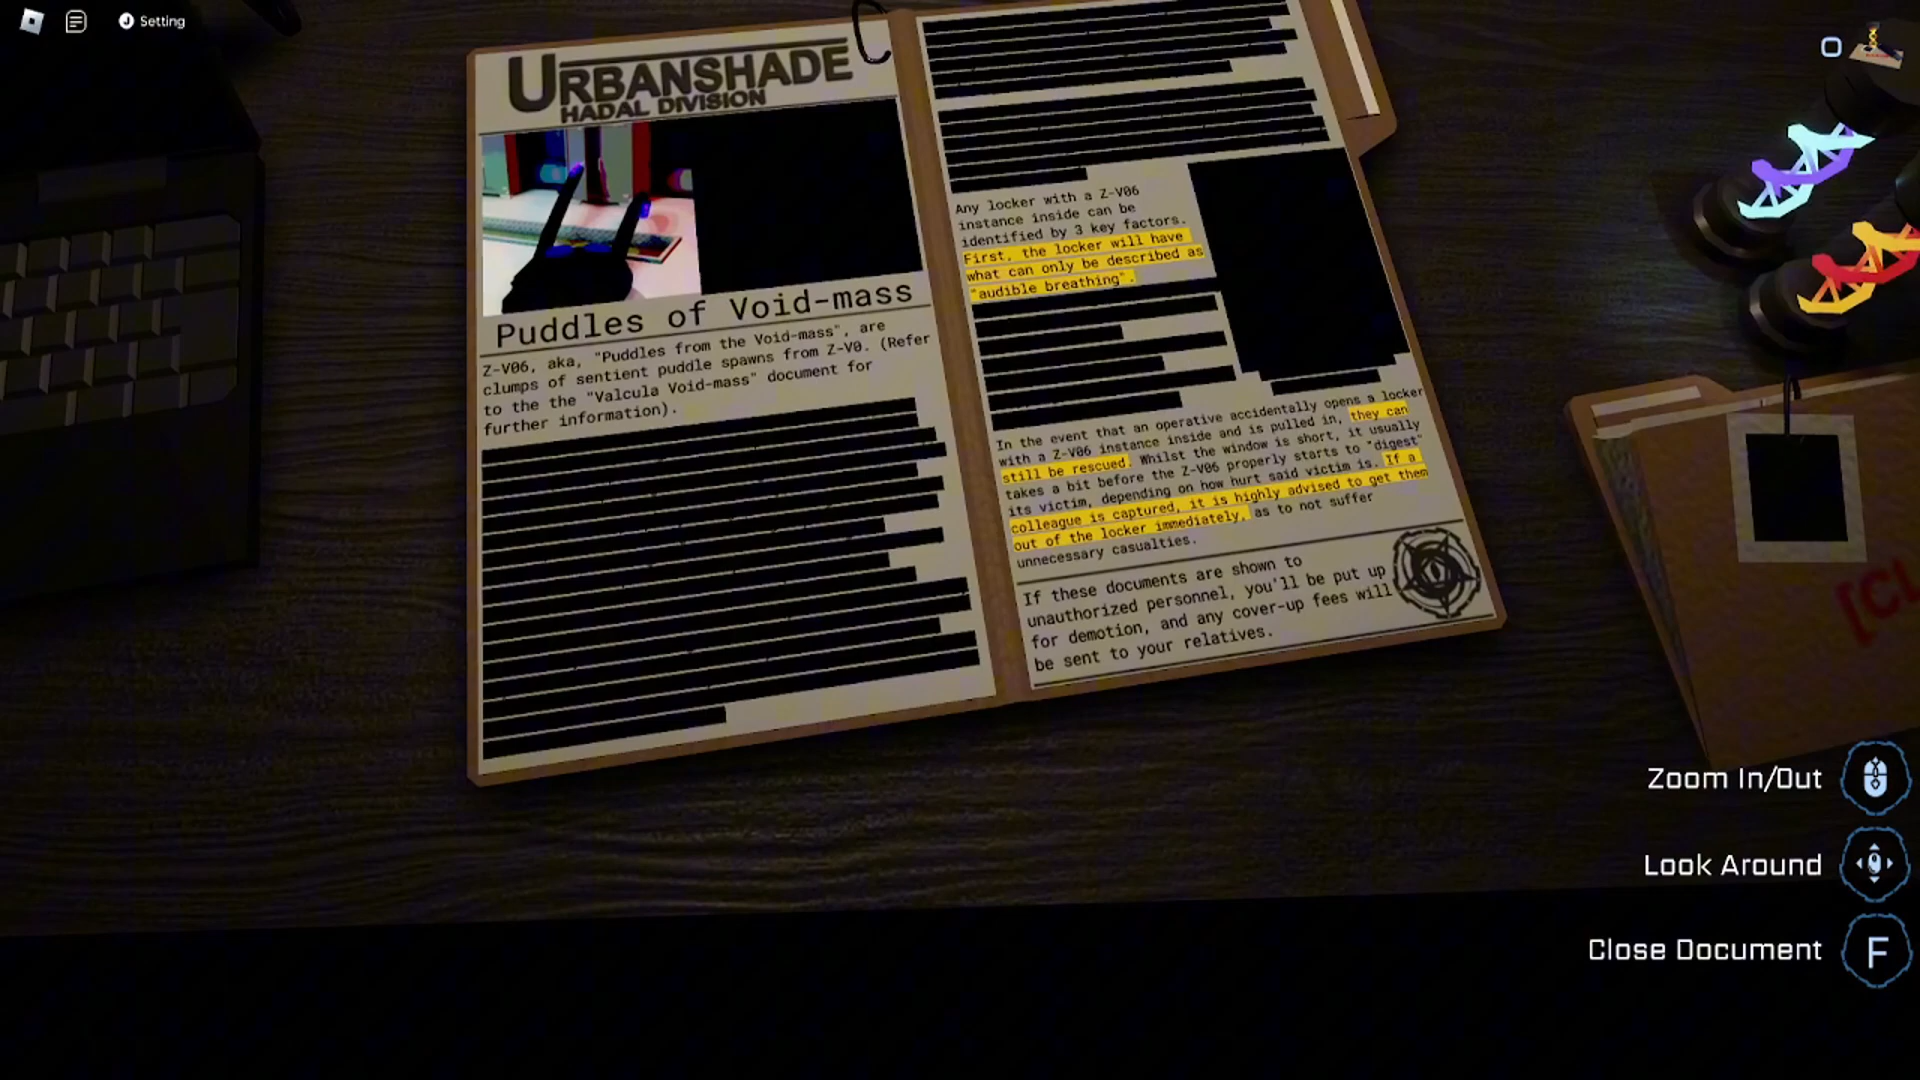 Setting
URBANSHADE
HADAL DIVISION
Puddles of Void-mass
Z-V06, aka, "Puddles from the Void-mass", are
clumps of sentient puddle spawns from Z-V0. (Refer
to the the "Valcula Void-mass" document for
further information).
Any locker with a Z-V06
instance inside can be
identified by 3 key factors.
First, the locker will have
what can only be described as
"audible breathing".
In the event that an operative accidentally opens a locker
with a Z-V06 instance inside and is pulled in, they can
still be rescued. Whilst the window is short, it usually
takes a bit before the Z-V06 properly starts to "digest"
its victim, depending on how hurt said victim is. If a
colleague is captured, it is highly advised to get them
out of the locker immediately, as to not suffer
unnecessary casualties.
If these documents are shown to
unauthorized personnel, you'll be put up
for demotion, and any cover-up fees will
be sent to your relatives.
[CL
Zoom In/Out
Look Around
Close Document
F